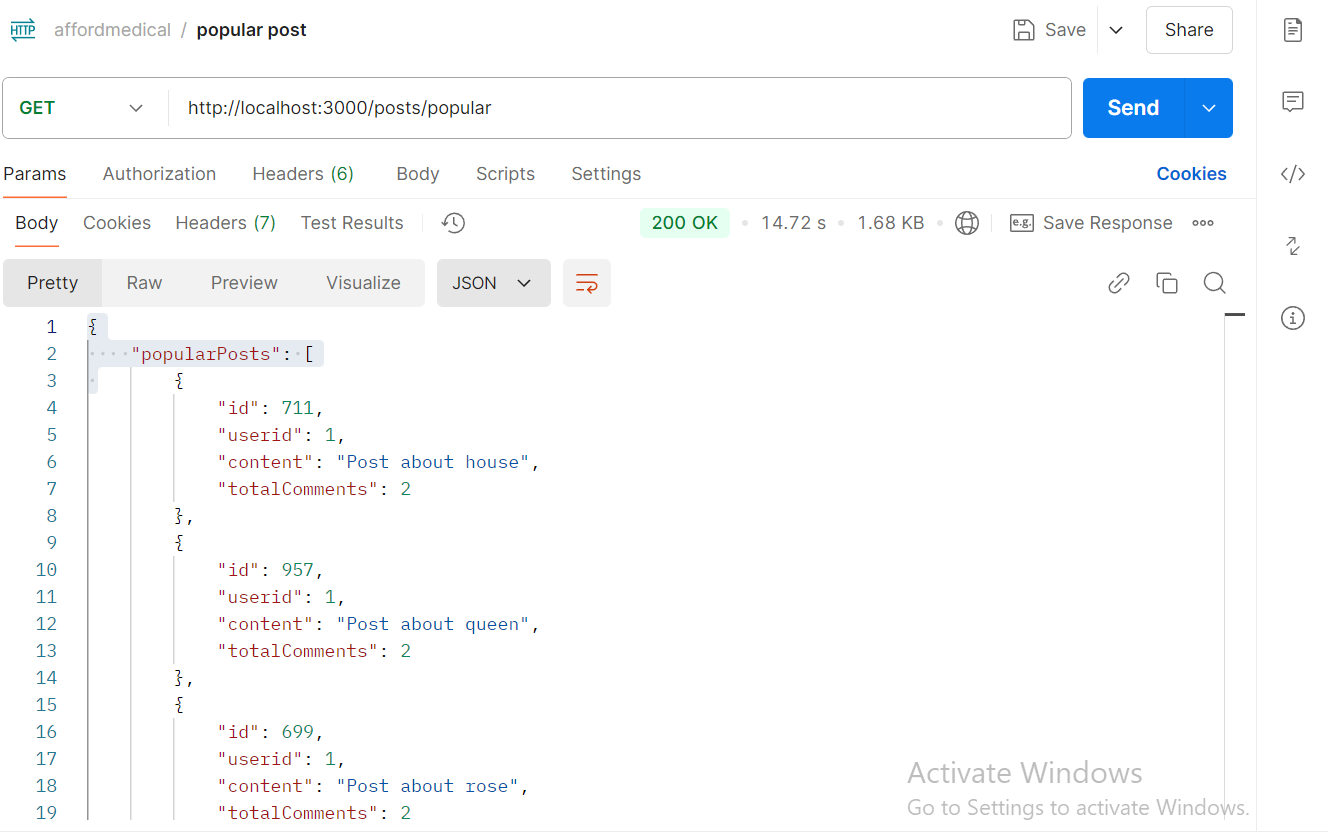 HTTP affordmedical / popular post Save Share
GET http://localhost:3000/posts/popular Send
Params Authorization Headers (6) Body Scripts Settings Cookies
Body Cookies Headers (7) Test Results 200 OK • 14.72 s • 1.68 KB • e.g. Save Response
Pretty Raw Preview Visualize JSON
1 {
2 ····"popularPosts":·[
3 {
4 "id": 711,
5 "userid": 1,
6 "content": "Post about house",
7 "totalComments": 2
8 },
9 {
10 "id": 957,
11 "userid": 1,
12 "content": "Post about queen",
13 "totalComments": 2
14 },
15 {
16 "id": 699,
17 "userid": 1,
18 "content": "Post about rose",
19 "totalComments": 2
Activate Windows
Go to Settings to activate Windows.